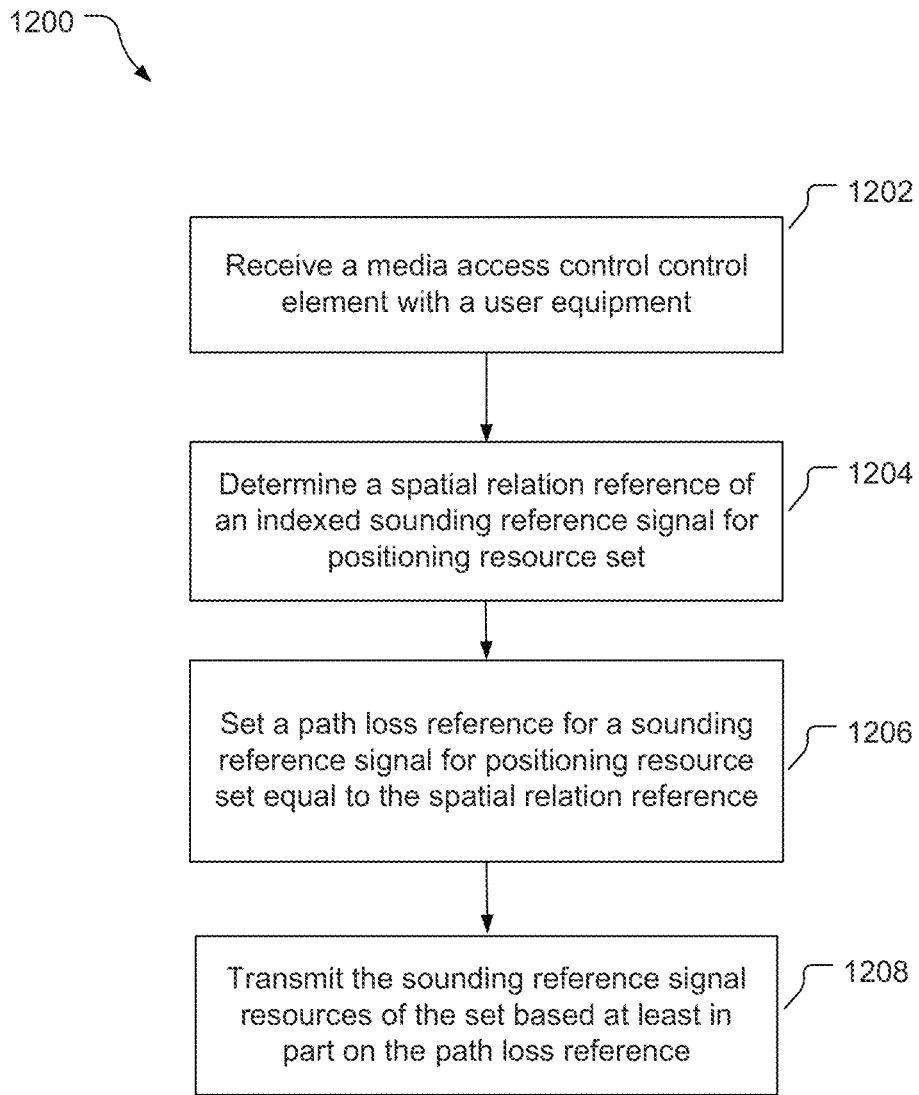 1200
1202
Receive a media access control control
element with a user equipment
1204
Determine a spatial relation reference of
an indexed sounding reference signal for
positioning resource set
1206
Set a path loss reference for a sounding
reference signal for positioning resource
set equal to the spatial relation reference
1208
Transmit the sounding reference signal
resources of the set based at least in
part on the path loss reference